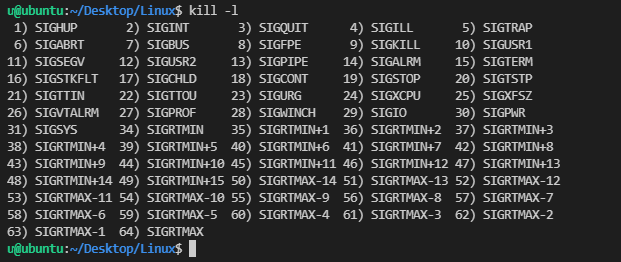 u@ubuntu:~/Desktop/Linux$ kill -l
 1) SIGHUP       2) SIGINT       3) SIGQUIT      4) SIGILL       5) SIGTRAP
 6) SIGABRT      7) SIGBUS       8) SIGFPE       9) SIGKILL     10) SIGUSR1
11) SIGSEGV     12) SIGUSR2     13) SIGPIPE     14) SIGALRM     15) SIGTERM
16) SIGSTKFLT   17) SIGCHLD     18) SIGCONT     19) SIGSTOP     20) SIGTSTP
21) SIGTTIN     22) SIGTTOU     23) SIGURG      24) SIGXCPU     25) SIGXFSZ
26) SIGVTALRM   27) SIGPROF     28) SIGWINCH    29) SIGIO       30) SIGPWR
31) SIGSYS      34) SIGRTMIN    35) SIGRTMIN+1  36) SIGRTMIN+2  37) SIGRTMIN+3
38) SIGRTMIN+4  39) SIGRTMIN+5  40) SIGRTMIN+6  41) SIGRTMIN+7  42) SIGRTMIN+8
43) SIGRTMIN+9  44) SIGRTMIN+10 45) SIGRTMIN+11 46) SIGRTMIN+12 47) SIGRTMIN+13
48) SIGRTMIN+14 49) SIGRTMIN+15 50) SIGRTMAX-14 51) SIGRTMAX-13 52) SIGRTMAX-12
53) SIGRTMAX-11 54) SIGRTMAX-10 55) SIGRTMAX-9  56) SIGRTMAX-8  57) SIGRTMAX-7
58) SIGRTMAX-6  59) SIGRTMAX-5  60) SIGRTMAX-4  61) SIGRTMAX-3  62) SIGRTMAX-2
63) SIGRTMAX-1  64) SIGRTMAX
u@ubuntu:~/Desktop/Linux$